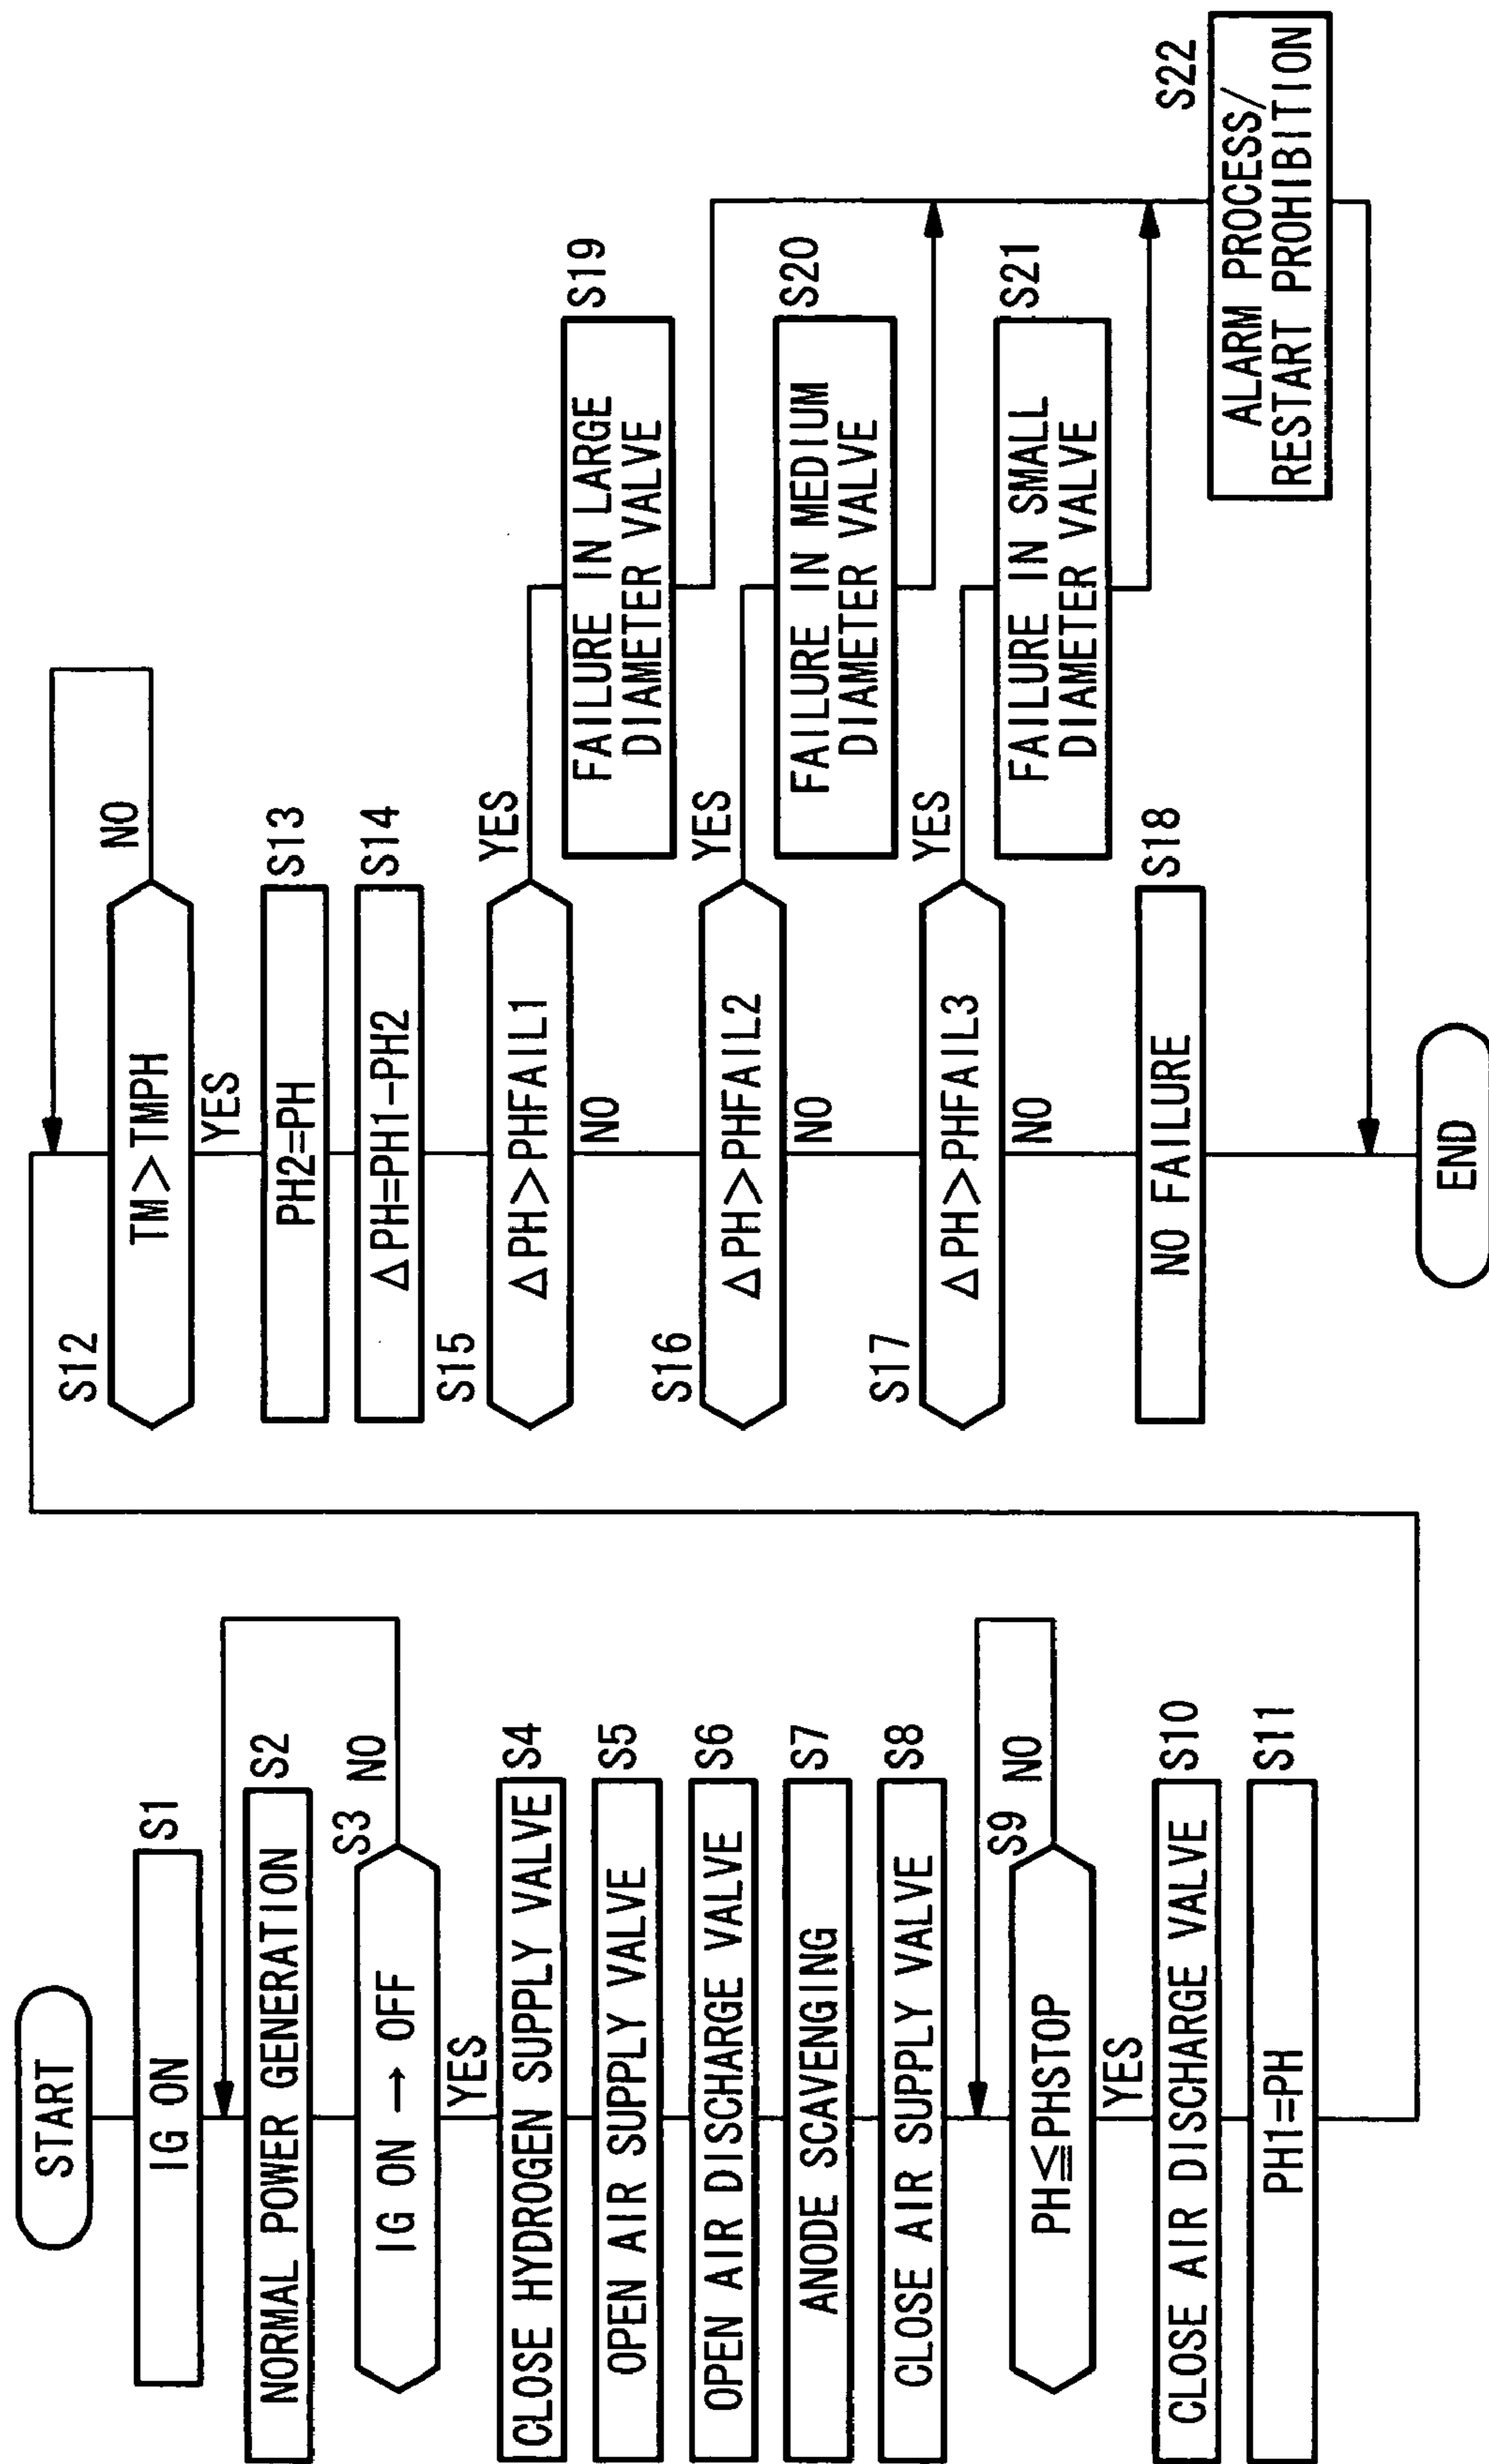 START
IG ON
S1
NORMAL POWER GENERATION
S2
S3
IG ON → OFF
NO
YES
CLOSE HYDROGEN SUPPLY VALVE
S4
OPEN AIR SUPPLY VALVE
S5
OPEN AIR DISCHARGE VALVE
S6
ANODE SCAVENGING
S7
CLOSE AIR SUPPLY VALVE
S8
S9
PH≦PHSTOP
NO
YES
CLOSE AIR DISCHARGE VALVE
S10
PH1=PH
S11
S12
TM>TMPH
NO
YES
PH2=PH
S13
△PH=PH1-PH2
S14
S15
△PH>PHFAIL1
YES
NO
FAILURE IN LARGE
DIAMETER VALVE
S19
S16
△PH>PHFAIL2
YES
NO
FAILURE IN MEDIUM
DIAMETER VALVE
S20
S17
△PH>PHFAIL3
YES
NO
FAILURE IN SMALL
DIAMETER VALVE
S21
NO FAILURE
S18
S22
ALARM PROCESS/
RESTART PROHIBITION
END